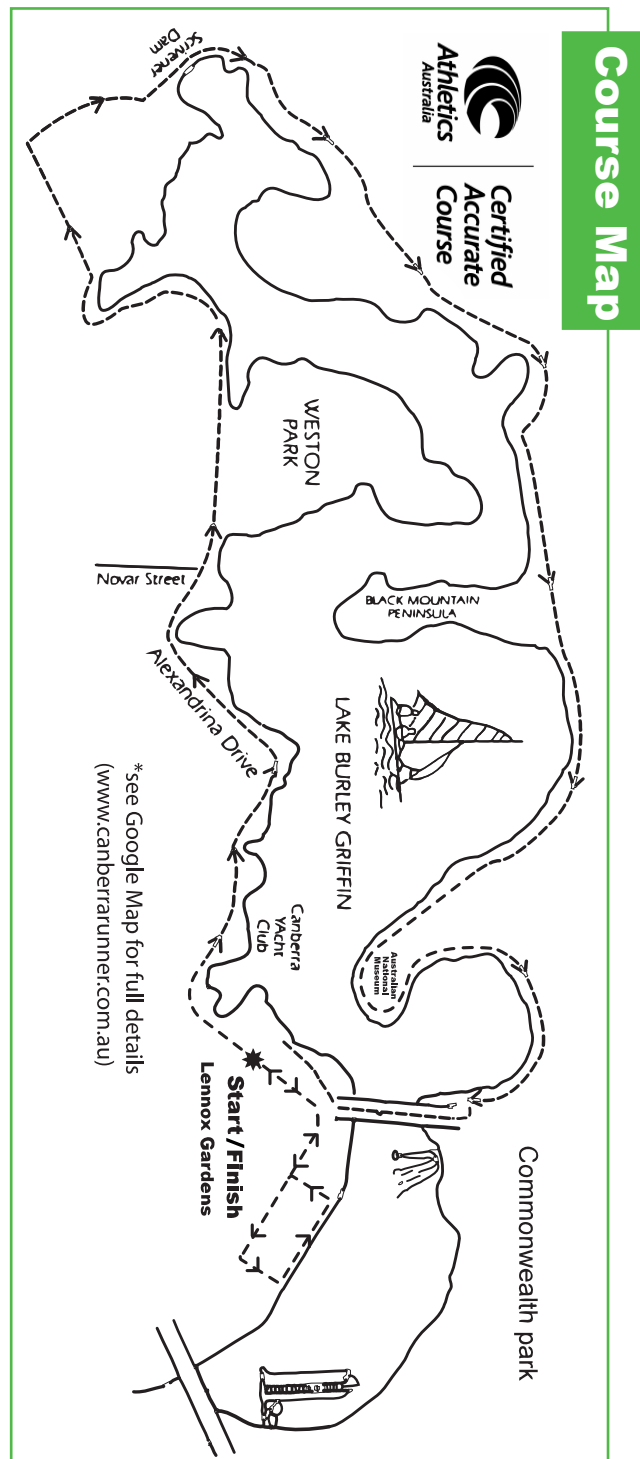 Course Map
Athletics
Australia
Certified
Accurate
Course
Scrivener
Dam
WESTON
PARK
Novar Street
BLACK MOUNTAIN
PENINSULA
Alexandrina Drive
LAKE BURLEY GRIFFIN
*see Google Map for full details
(www.canberrarunner.com.au)
Canberra
YAcht
Club
Australian
National
Museum
Start/Finish
Lennox Gardens
Commonwealth park